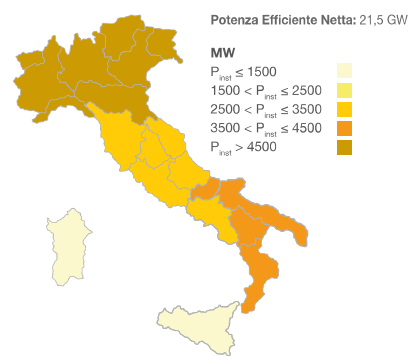 Potenza Efficiente Netta: 21,5 GW
MW
Pinst ≤ 1500
1500 < Pinst ≤ 2500
2500 < Pinst ≤ 3500
3500 < Pinst ≤ 4500
Pinst > 4500